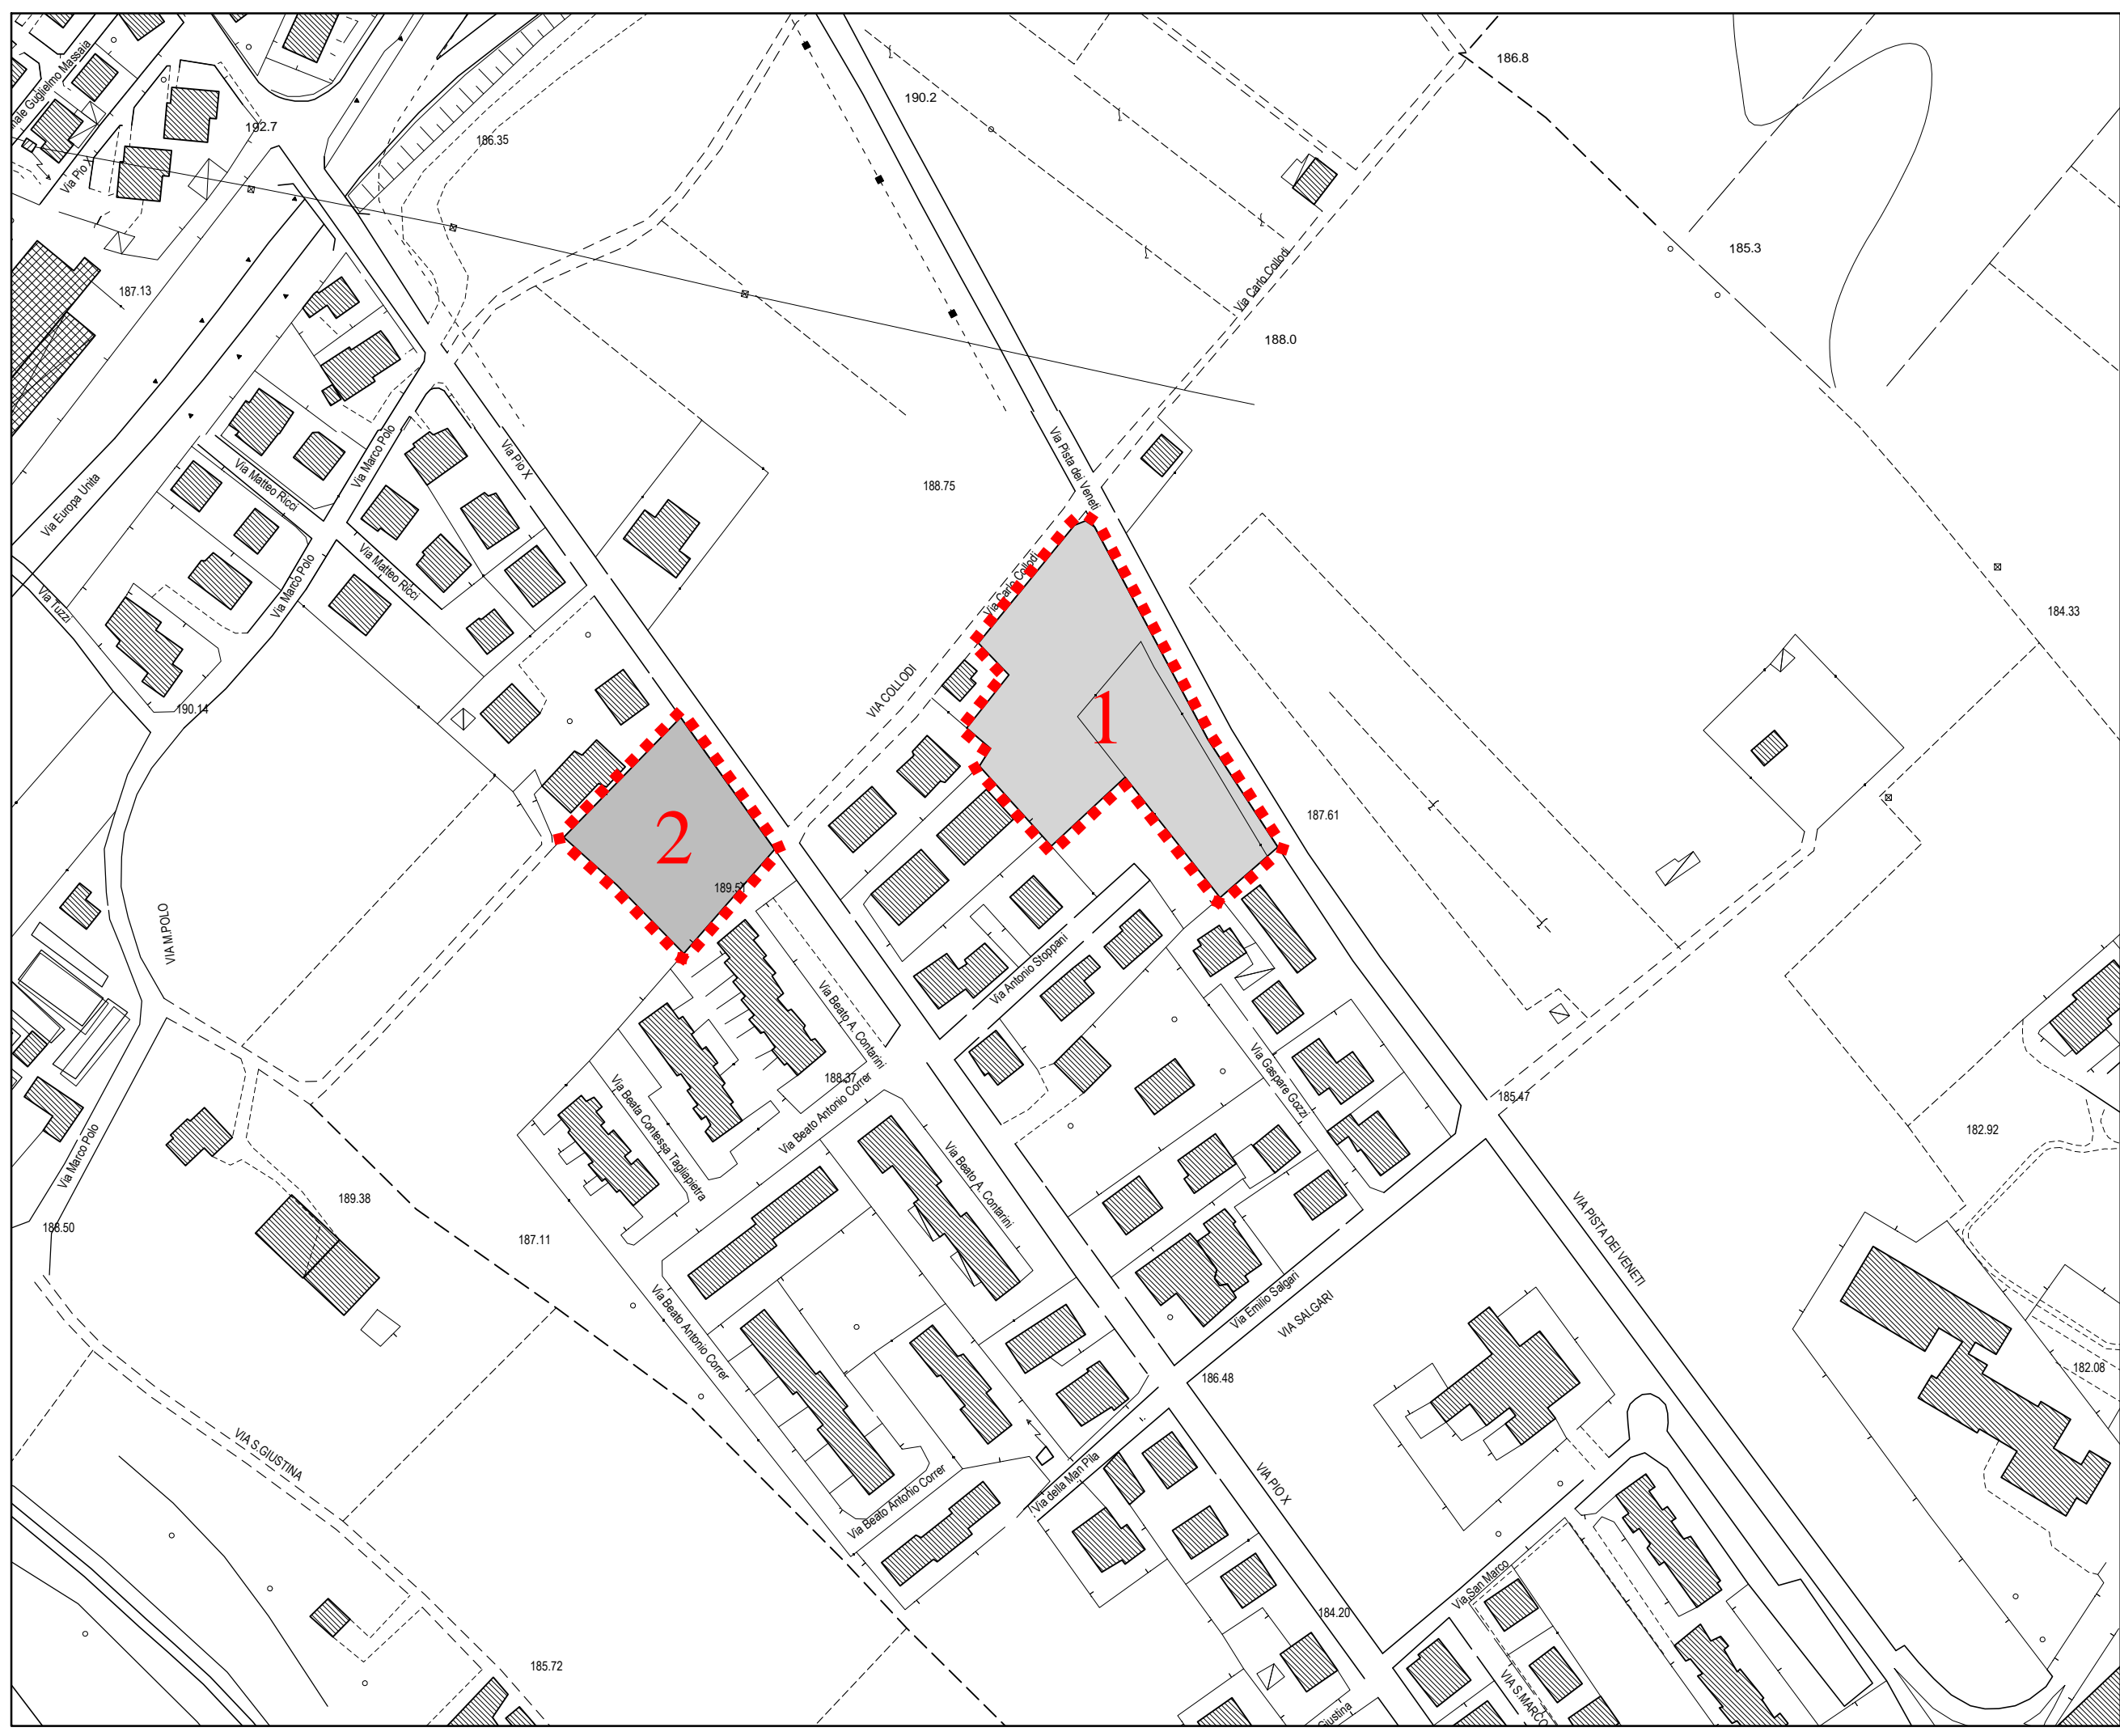 186.8
190.2
192.7
186.35
Via Pio X
185.3
187.13
Via Carlo Collodi
188.0
Via Pista dei Veneti
Via Marco Polo
Via Pio X
Via Matteo Ricci
188.75
Via Europa Unita
Via Matteo Ricci
Via Marco Polo
Via Carlo Collodi
Via Tuzzi
184.33
VIA COLLODI
190.14
1
2
187.61
189.51
VIA M.POLO
Via Antonio Stoppani
Via Beato A. Contarini
188.37
Via Gaspare Gozzi
185.47
Via Beata Contessa Tagliapietra
Via Beato Antonio Correr
182.92
Via Marco Polo
Via Beato A. Contarini
189.38
188.50
187.11
VIA PISTA DEI VENETI
Via Emilio Salgari
VIA SALGARI
Via Beato Antonio Correr
186.48
182.08
VIA S.GIUSTINA
VIA PIO X
Via della Man Pila
Via Beato Antonio Correr
Via San Marco
184.20
185.72
VIA S.MARCO